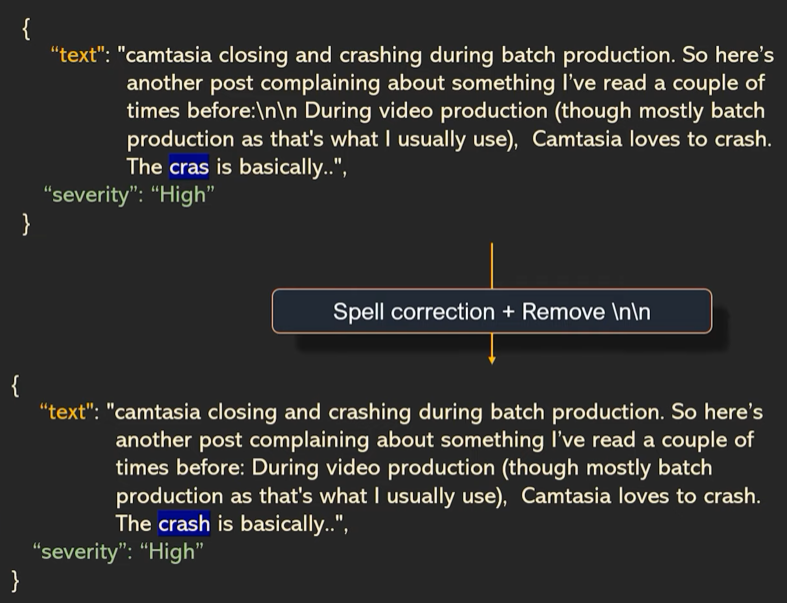 {
“text": "camtasia closing and crashing during batch production. So here's
another post complaining about something I've read a couple of
times before:\n\n During video production (though mostly batch
production as that's what I usually use),  Camtasia loves to crash.
The cras is basically..",
“severity”: “High”
}
Spell correction + Remove \n\n
{
“text": "camtasia closing and crashing during batch production. So here's
another post complaining about something I've read a couple of
times before: During video production (though mostly batch
production as that's what I usually use),  Camtasia loves to crash.
The crash is basically..",
“severity”: “High”
}